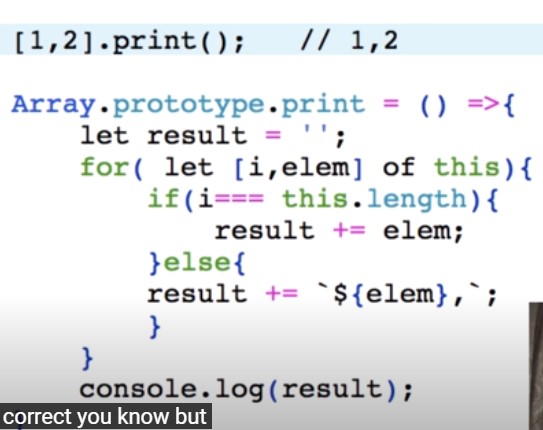 [1,2].print();   // 1,2
Array.prototype.print = () =>{
    let result = '';
    for( let [i,elem] of this){
        if(i=== this.length){
            result += elem;
        }else{
        result += `${elem},`;
        }
    }
    console.log(result);
correct you know but